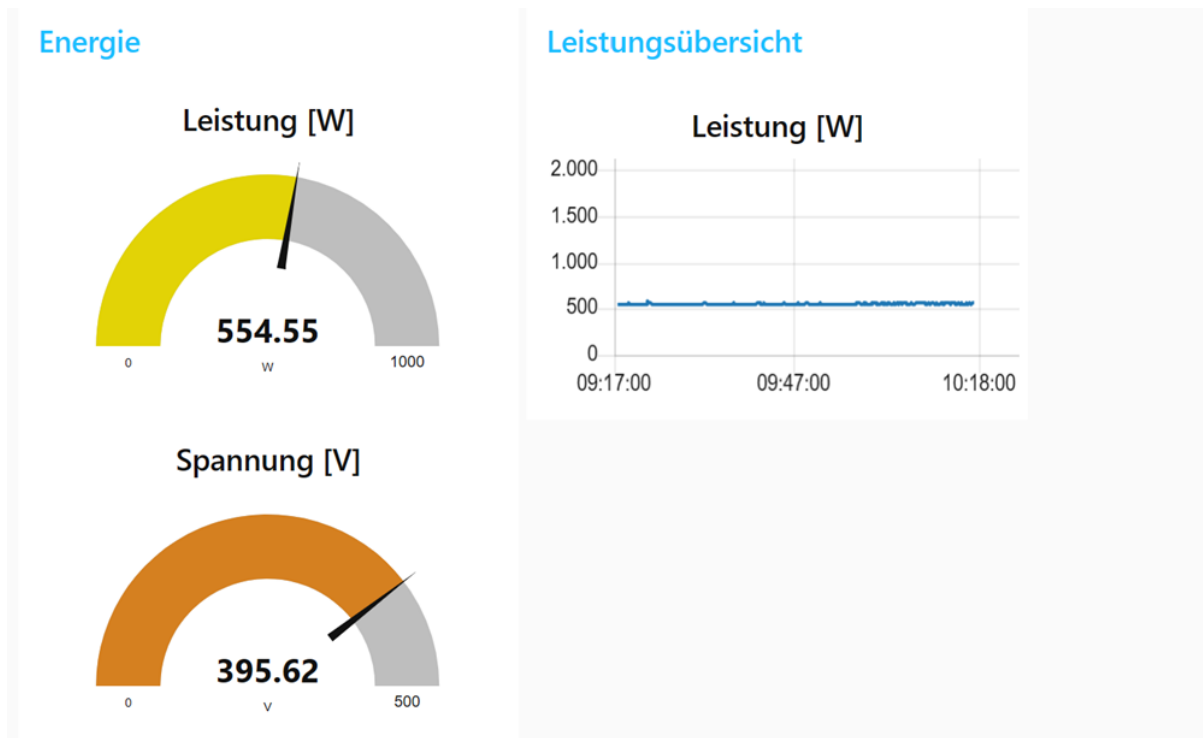 Energie
Leistung [W]
554.55
0
W
1000
Spannung [V]
395.62
0
V
500
Leistungsübersicht
Leistung [W]
2.000
1.500
1.000
500
0
09:17:00
09:47:00
10:18:00